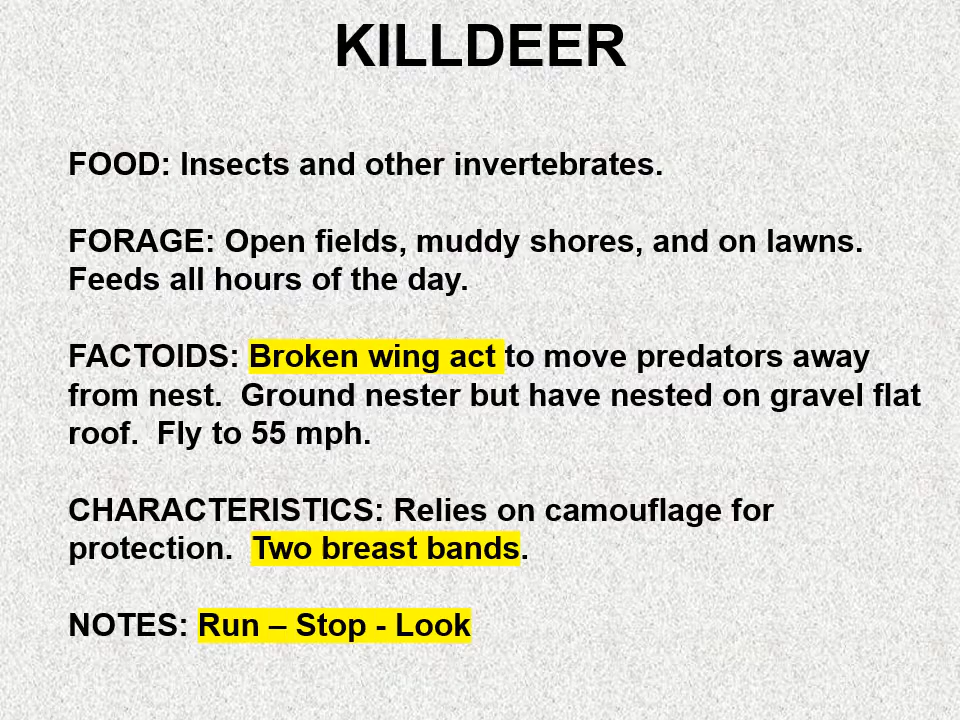 KILLDEER
FOOD: Insects and other invertebrates.
FORAGE: Open fields, muddy shores, and on lawns.
Feeds all hours of the day.
FACTOIDS: Broken wing act to move predators away
from nest.  Ground nester but have nested on gravel flat
roof.  Fly to 55 mph.
CHARACTERISTICS: Relies on camouflage for
protection.  Two breast bands.
NOTES: Run – Stop - Look